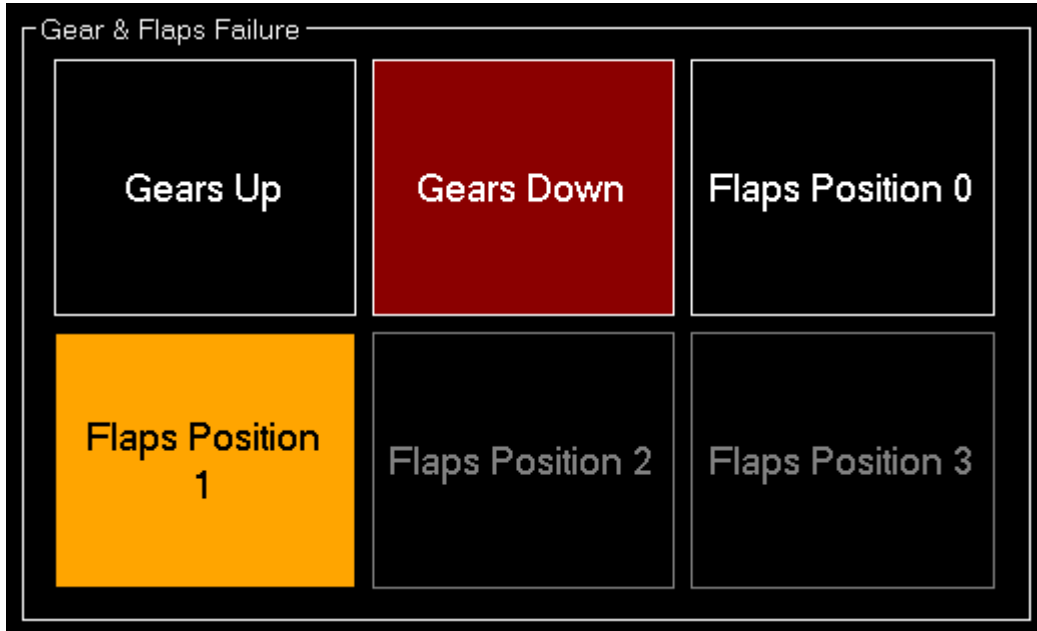 Gear & Flaps Failure
Gears Up
Gears Down
Flaps Position 0
Flaps Position
1
Flaps Position 2
Flaps Position 3